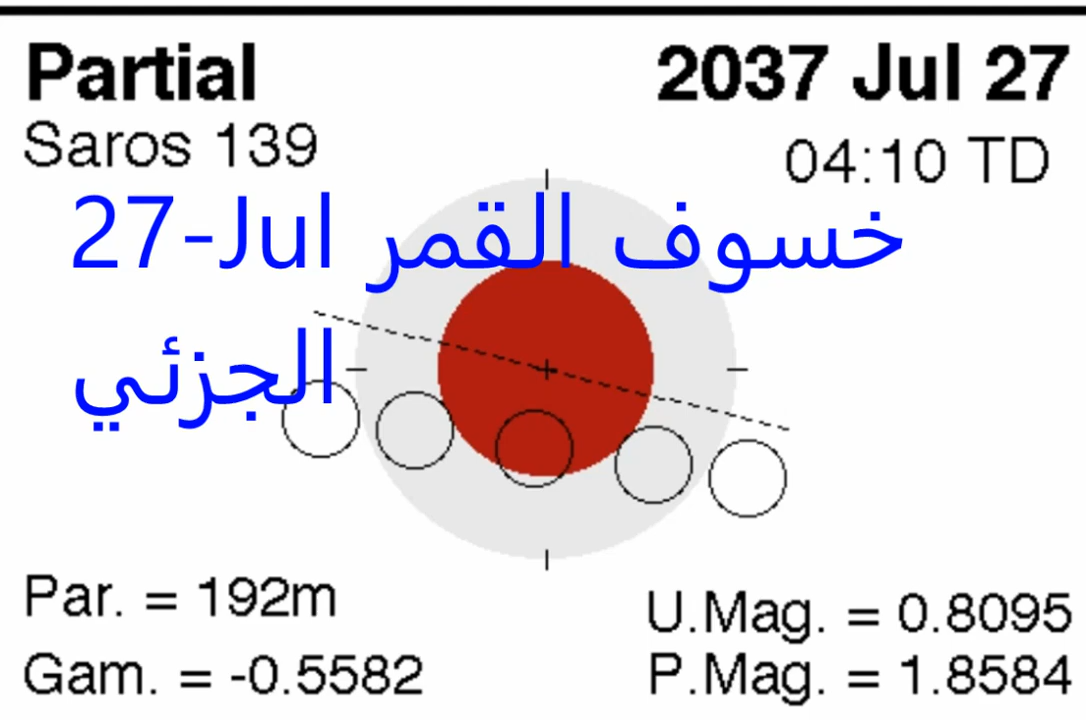 Partial
2037 Jul 27
Saros 139
04:10 TD
27-Jul خسوف القمر
الجزئي
Par. = 192m
U.Mag. = 0.8095
Gam. = -0.5582
P.Mag. = 1.8584